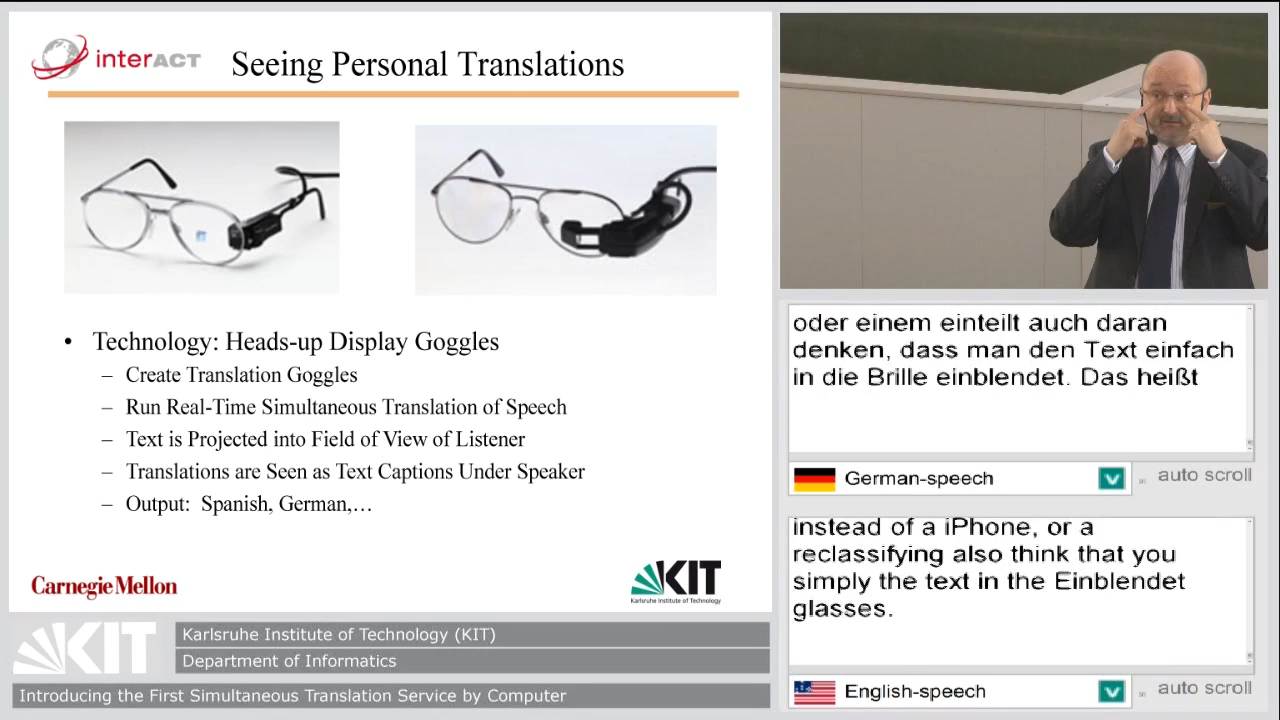 interACT
Seeing Personal Translations
• Technology: Heads-up Display Goggles
– Create Translation Goggles
– Run Real-Time Simultaneous Translation of Speech
– Text is Projected into Field of View of Listener
– Translations are Seen as Text Captions Under Speaker
– Output: Spanish, German,…
Carnegie Mellon
KIT
Karlsruhe Institute of Technology
oder einem einteilt auch daran
denken, dass man den Text einfach
in die Brille einblendet. Das heißt
German-speech
auto scroll
instead of a iPhone, or a
reclassifying also think that you
simply the text in the Einblendet
glasses.
English-speech
auto scroll
KIT
Karlsruhe Institute of Technology (KIT)
Department of Informatics
Introducing the First Simultaneous Translation Service by Computer